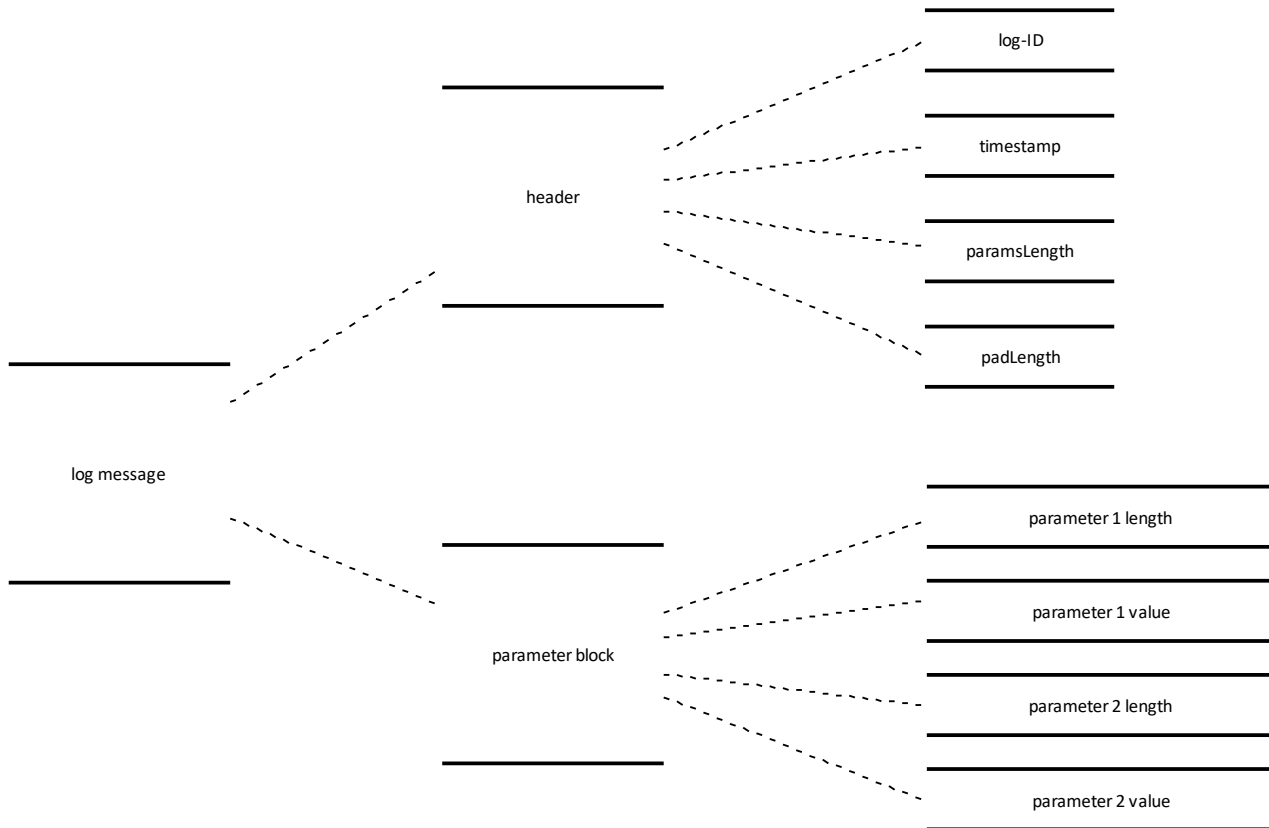 log-ID
timestamp
header
paramsLength
padLength
log message
parameter 1 length
parameter 1 value
parameter block
parameter 2 length
parameter 2 value